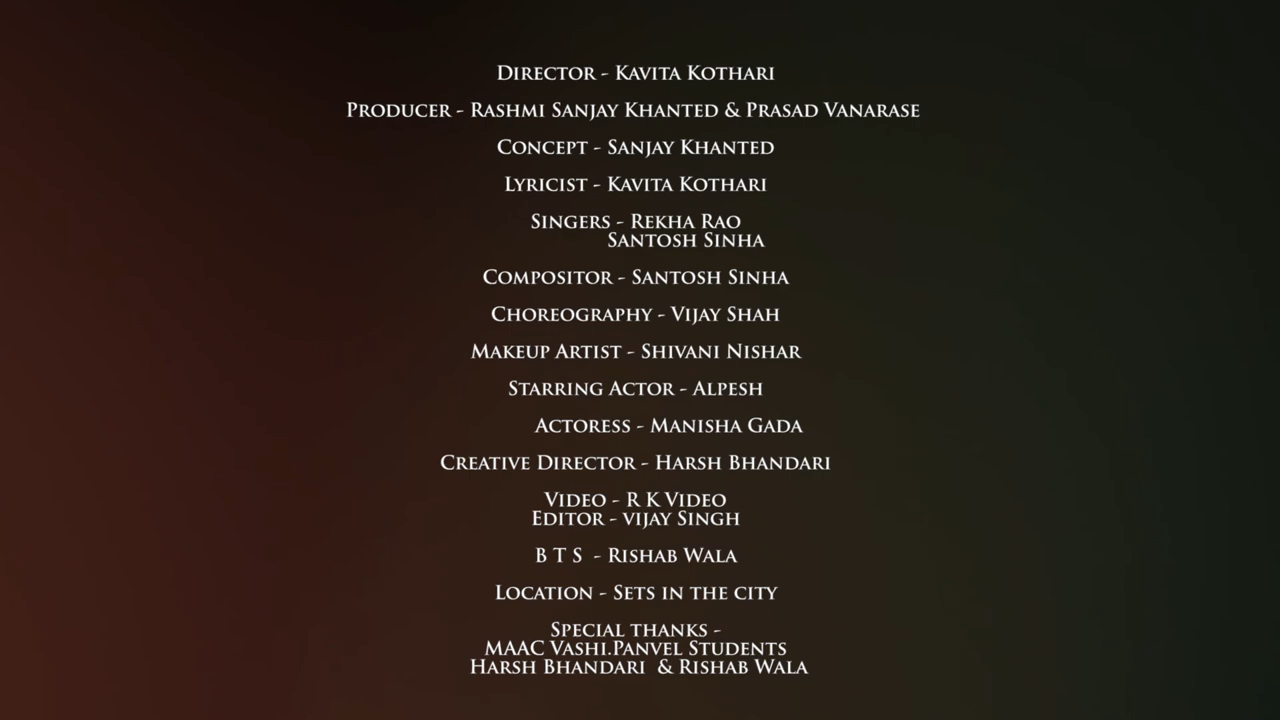 Director - Kavita Kothari
Producer - Rashmi Sanjay Khanted & Prasad Vanarase
Concept - Sanjay Khanted
Lyricist - Kavita Kothari
Singers - Rekha Rao
Santosh Sinha
Compositor - Santosh Sinha
Choreography - Vijay Shah
Makeup Artist - Shivani Nishar
Starring Actor - Alpesh
Actoress - Manisha Gada
Creative Director - Harsh Bhandari
Video - R K Video
Editor - vijay Singh
B T S - Rishab Wala
Location - Sets in the city
Special thanks -
MAAC Vashi.Panvel Students
Harsh Bhandari & Rishab Wala